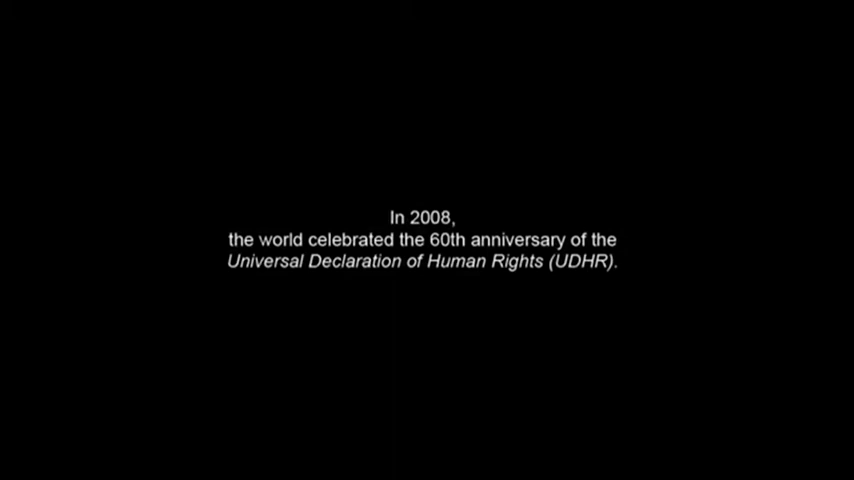 In 2008,
the world celebrated the 60th anniversary of the
Universal Declaration of Human Rights (UDHR).